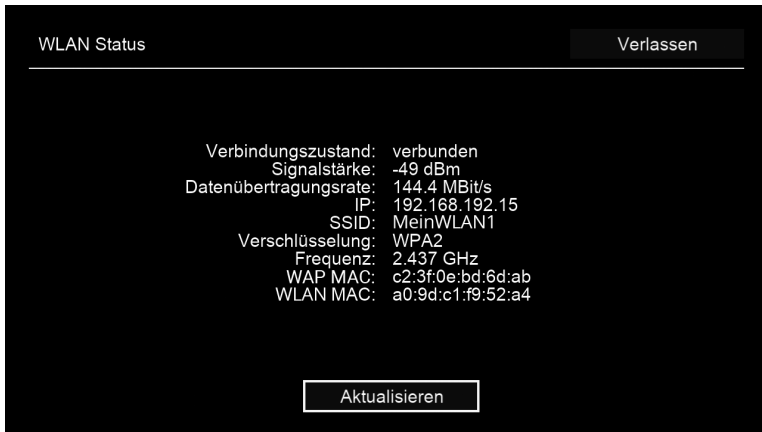 WLAN Status
Verlassen
Verbindungszustand: verbunden
Signalstärke: -49 dBm
Datenübertragungsrate: 144.4 MBit/s
IP: 192.168.192.15
SSID: MeinWLAN1
Verschlüsselung: WPA2
Frequenz: 2.437 GHz
WAP MAC: c2:3f:0e:bd:6d:ab
WLAN MAC: a0:9d:c1:f9:52:a4
Aktualisieren